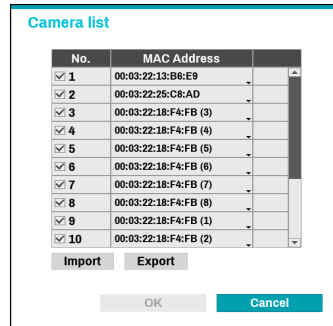 Camera list
No. MAC Address
1 00:03:22:13:B6:E9
2 00:03:22:25:C8:AD
3 00:03:22:18:F4:FB (3)
4 00:03:22:18:F4:FB (4)
5 00:03:22:18:F4:FB (5)
6 00:03:22:18:F4:FB (6)
7 00:03:22:18:F4:FB (7)
8 00:03:22:18:F4:FB (8)
9 00:03:22:18:F4:FB (1)
10 00:03:22:18:F4:FB (2)
Import Export
OK Cancel